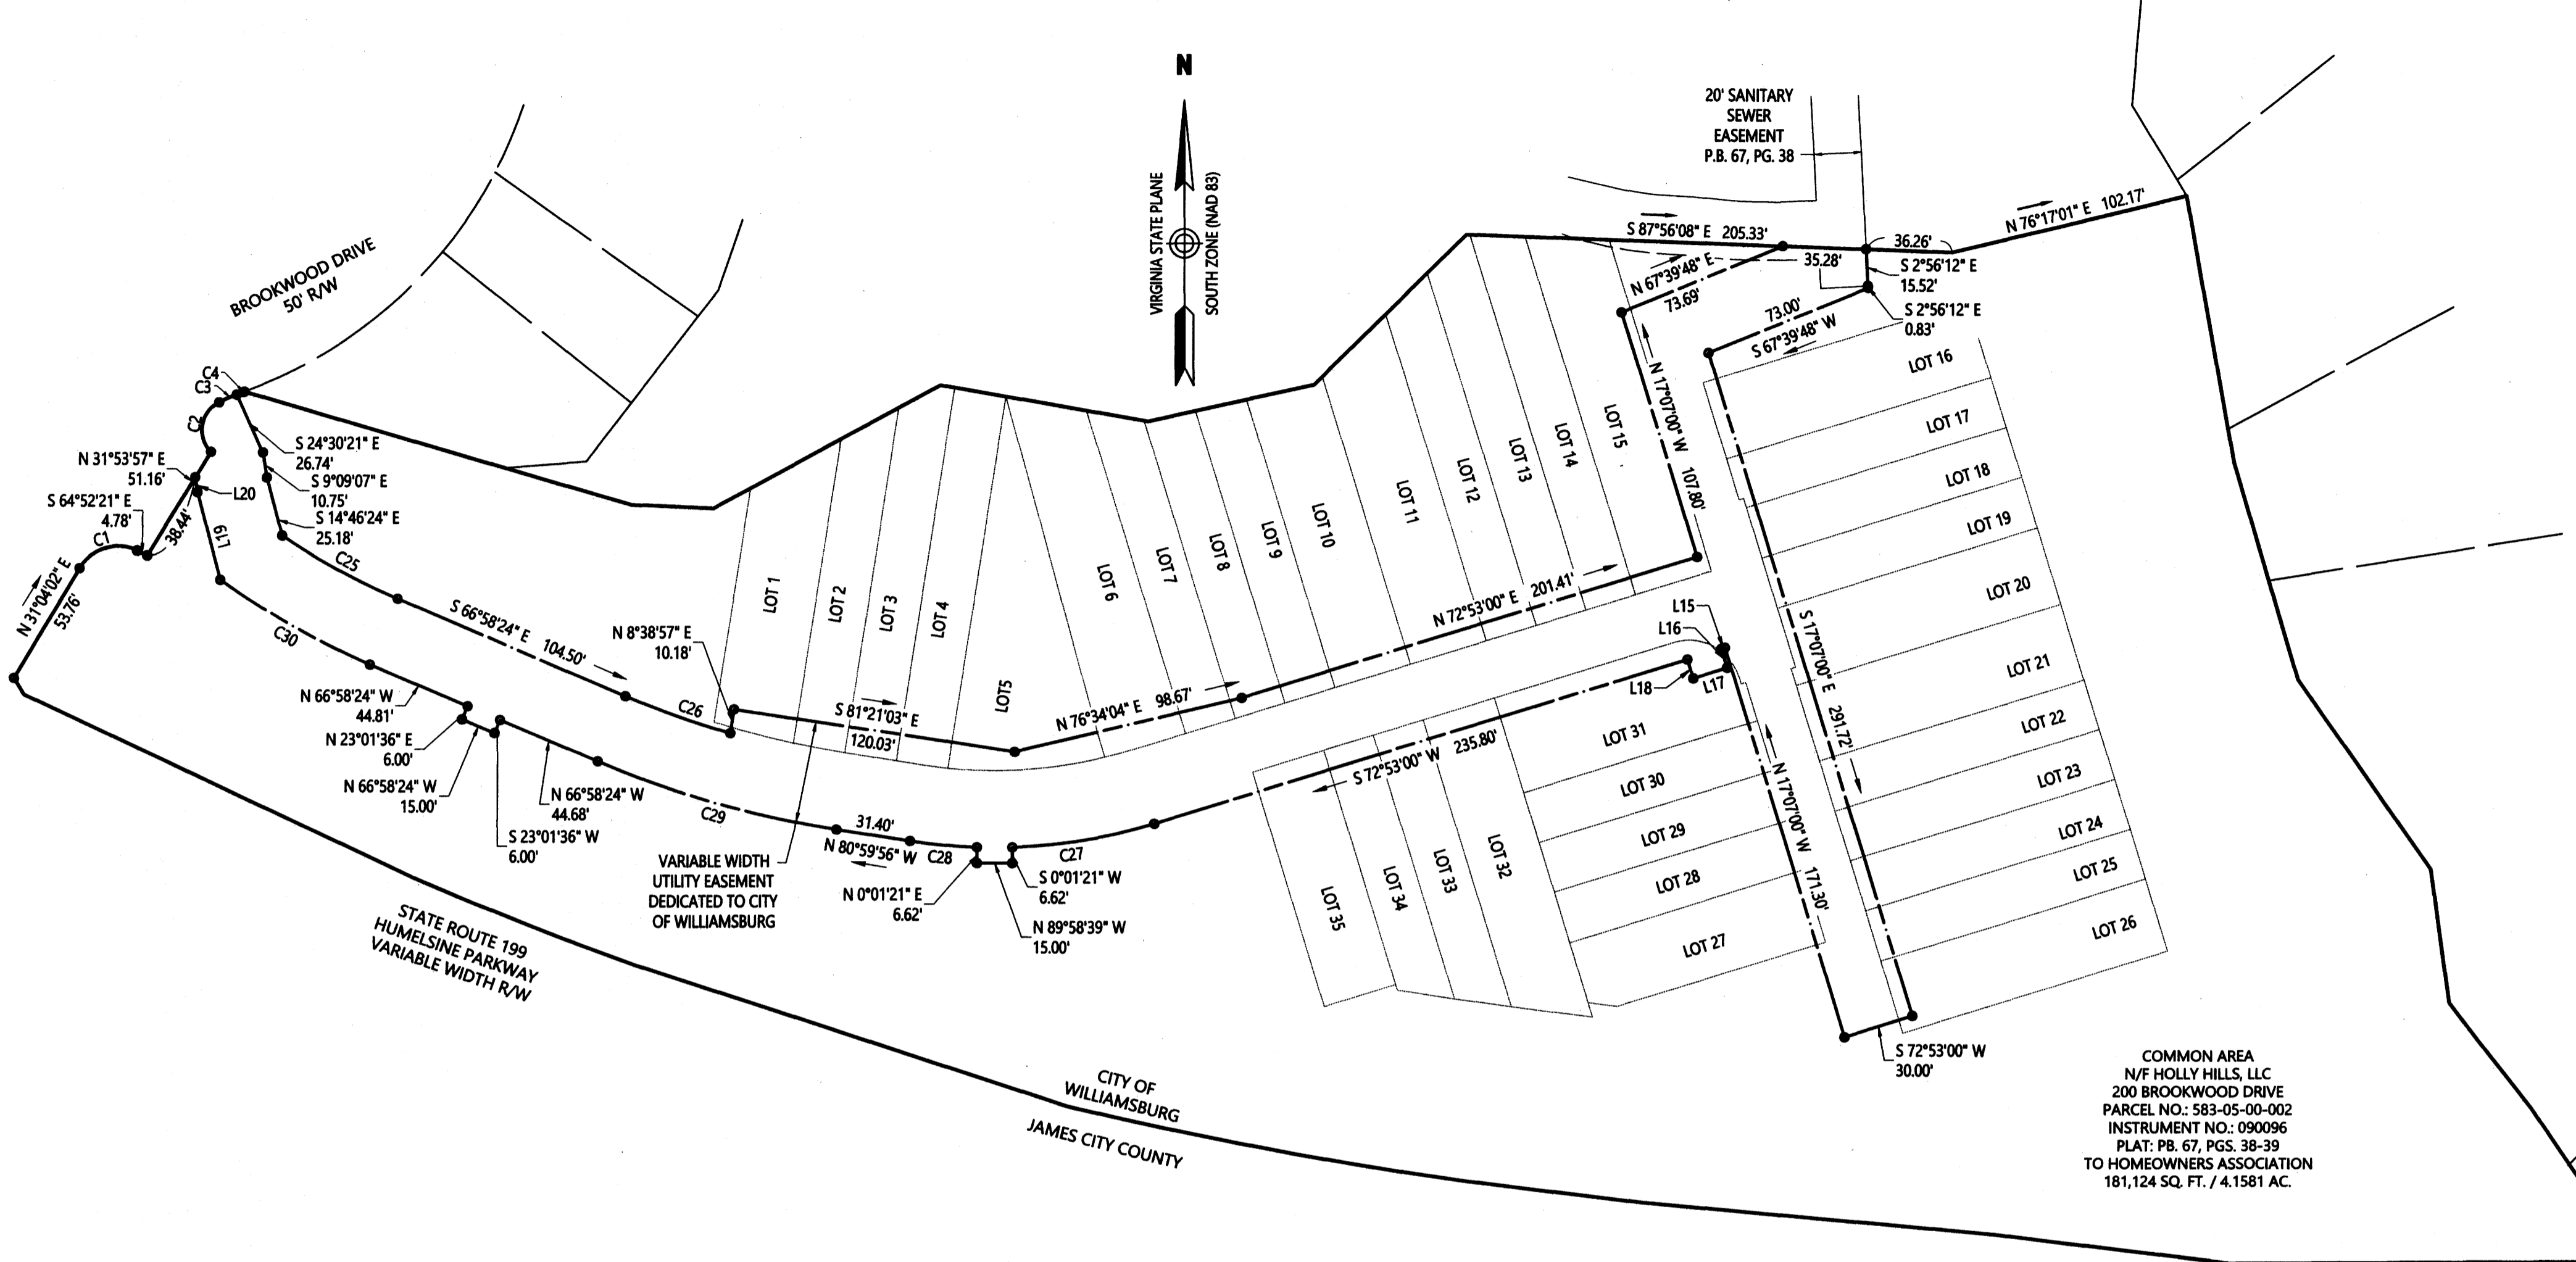 N
VIRGINIA STATE PLANE
SOUTH ZONE (NAD 83)
20' SANITARY
SEWER
EASEMENT
P.B. 67, PG. 38
BROOKWOOD DRIVE
50' R/W
S 87°56'08" E 205.33'
36.26'
N 76°17'01" E 102.17'
35.28'
S 2°56'12" E
15.52'
S 2°56'12" E
0.83'
N 67°39'48" E
73.69'
73.00'
S 67°39'48" W
N 17°07'00" W 107.80'
C4
C3
C2
S 24°30'21" E
26.74'
N 31°53'57" E
51.16'
S 9°09'07" E
10.75'
L20
S 64°52'21" E
4.78'
38.44'
S 14°46'24" E
25.18'
L19
C1
C25
N 31°04'02" E
53.76'
S 66°58'24" E 104.50'
C30
N 8°38'57" E
10.18'
C26
N 66°58'24" W
44.81'
N 23°01'36" E
6.00'
N 66°58'24" W
15.00'
N 66°58'24" W
44.68'
S 23°01'36" W
6.00'
C29
S 81°21'03" E
120.03'
N 76°34'04" E 98.67'
N 72°53'00" E 201.41'
31.40'
N 80°59'56" W
C28
C27
N 0°01'21" E
6.62'
S 0°01'21" W
6.62'
N 89°58'39" W
15.00'
VARIABLE WIDTH
UTILITY EASEMENT
DEDICATED TO CITY
OF WILLIAMSBURG
S 72°53'00" W 235.80'
L15
L16
L18
L17
S 17°07'00" E 291.72'
N 17°07'00" W 171.30'
S 72°53'00" W
30.00'
LOT 1
LOT 2
LOT 3
LOT 4
LOT5
LOT 6
LOT 7
LOT 8
LOT 9
LOT 10
LOT 11
LOT 12
LOT 13
LOT 14
LOT 15
LOT 16
LOT 17
LOT 18
LOT 19
LOT 20
LOT 21
LOT 22
LOT 23
LOT 24
LOT 25
LOT 26
LOT 31
LOT 30
LOT 29
LOT 28
LOT 27
LOT 32
LOT 33
LOT 34
LOT 35
STATE ROUTE 199
HUMELSINE PARKWAY
VARIABLE WIDTH R/W
CITY OF
WILLIAMSBURG
JAMES CITY COUNTY
COMMON AREA
N/F HOLLY HILLS, LLC
200 BROOKWOOD DRIVE
PARCEL NO.: 583-05-00-002
INSTRUMENT NO.: 090096
PLAT: PB. 67, PGS. 38-39
TO HOMEOWNERS ASSOCIATION
181,124 SQ. FT. / 4.1581 AC.